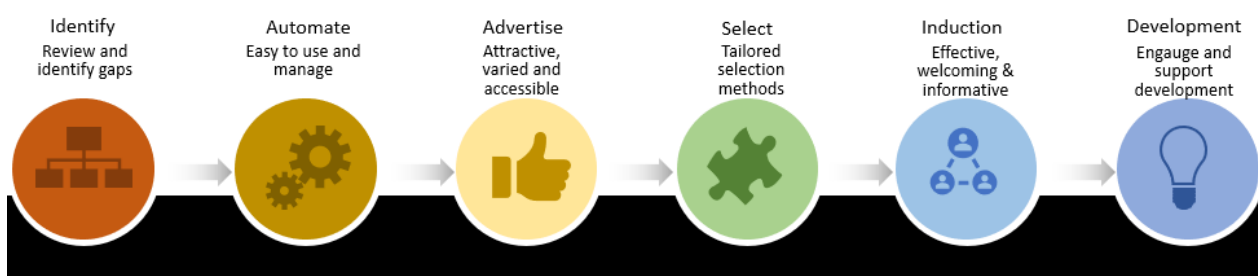 Identify
Review and
identify gaps
Automate
Easy to use and
manage
Advertise
Attractive,
varied and
accessible
Select
Tailored
selection
methods
Induction
Effective,
welcoming &
informative
Development
Engauge and
support
development